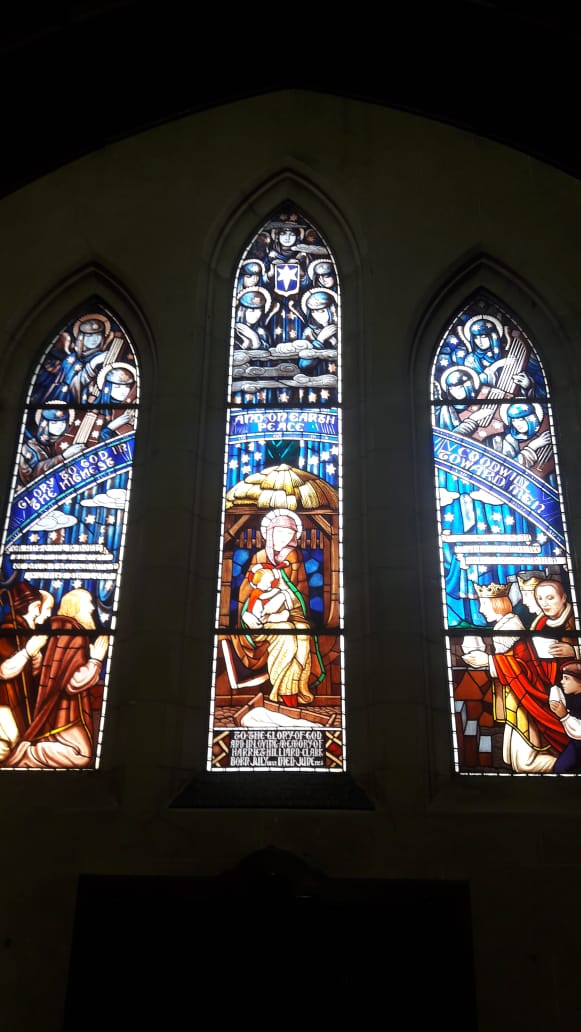 GLORY TO GOD IN
THE HIGHEST
AND ON EARTH
PEACE
GOODWILL
TOWARD MEN
TO THE GLORY OF GOD
AND IN LOVING MEMORY OF
HARRIET HILLIARD CLARK
BORN JULY DIED JUNE